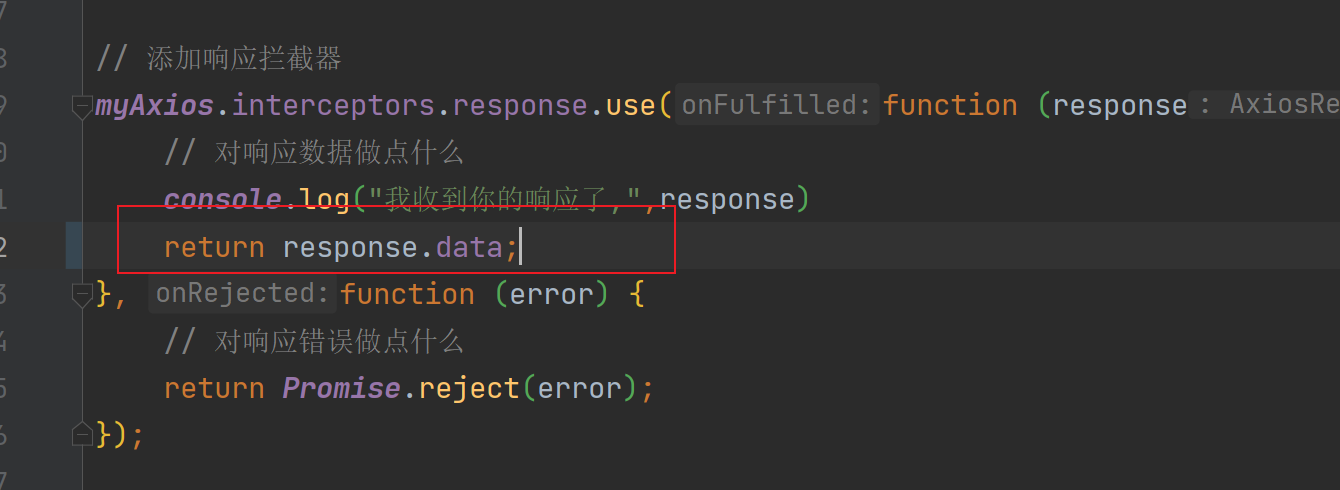 7
8 // 添加响应拦截器
9 myAxios.interceptors.response.use( onFulfilled: function (response : AxiosRe
0 // 对响应数据做点什么
1 console.log("我收到你的响应了,",response)
2 return response.data;
3 }, onRejected: function (error) {
4 // 对响应错误做点什么
5 return Promise.reject(error);
6 });
7